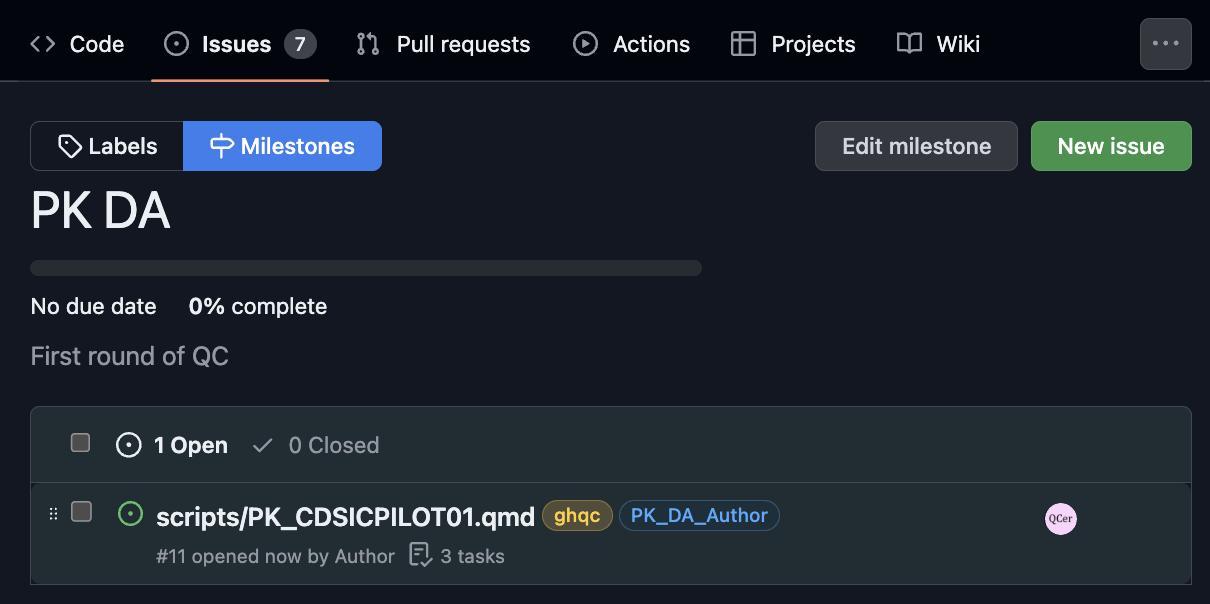 Code Issues 7 Pull requests Actions Projects Wiki
Labels Milestones Edit milestone New issue
PK DA
No due date 0% complete
First round of QC
1 Open 0 Closed
scripts/PK_CDSICPILOT01.qmd ghqc PK_DA_Author QCer
#11 opened now by Author 3 tasks